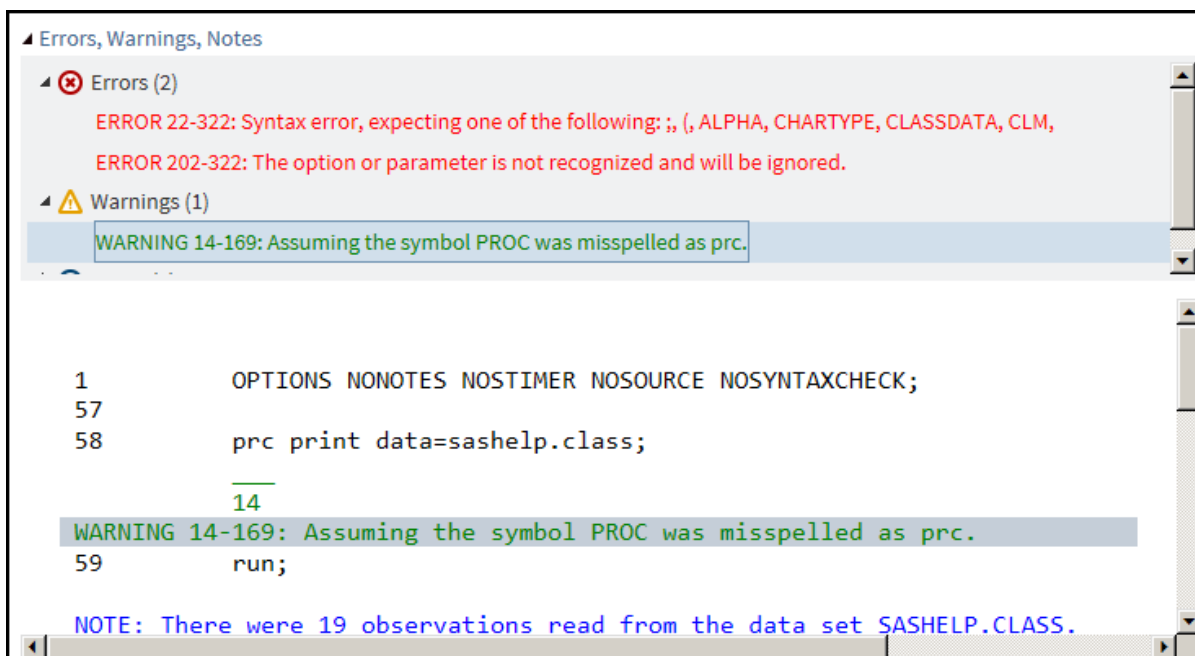 Errors, Warnings, Notes
Errors (2)
ERROR 22-322: Syntax error, expecting one of the following: ;, (, ALPHA, CHARTYPE, CLASSDATA, CLM,
ERROR 202-322: The option or parameter is not recognized and will be ignored.
Warnings (1)
WARNING 14-169: Assuming the symbol PROC was misspelled as prc.
1 OPTIONS NONOTES NOSTIMER NOSOURCE NOSYNTAXCHECK;
57
58 prc print data=sashelp.class;
14
WARNING 14-169: Assuming the symbol PROC was misspelled as prc.
59 run;
NOTE: There were 19 observations read from the data set SASHELP.CLASS.